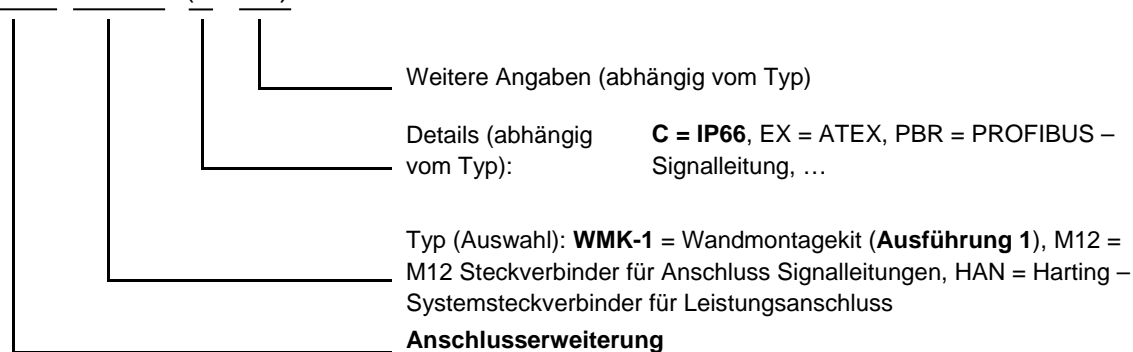 Weitere Angaben (abhängig vom Typ)
Details (abhängig vom Typ):
C = IP66, EX = ATEX, PBR = PROFIBUS –
Signalleitung, …
Typ (Auswahl): WMK-1 = Wandmontagekit (Ausführung 1), M12 =
M12 Steckverbinder für Anschluss Signalleitungen, HAN = Harting –
Systemsteckverbinder für Leistungsanschluss
Anschlusserweiterung